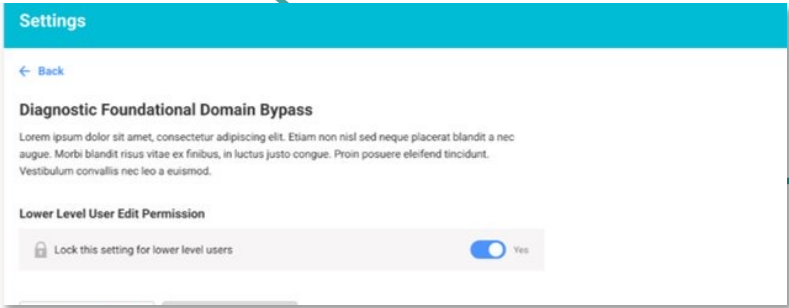 Settings
← Back
Diagnostic Foundational Domain Bypass
Lorem ipsum dolor sit amet, consectetur adipiscing elit. Etiam non nisl sed neque placerat blandit a nec
augue. Morbi blandit risus vitae ex finibus, in luctus justo congue. Proin posuere eleifend tincidunt.
Vestibulum convallis nec leo a euismod.
Lower Level User Edit Permission
Lock this setting for lower level users Yes